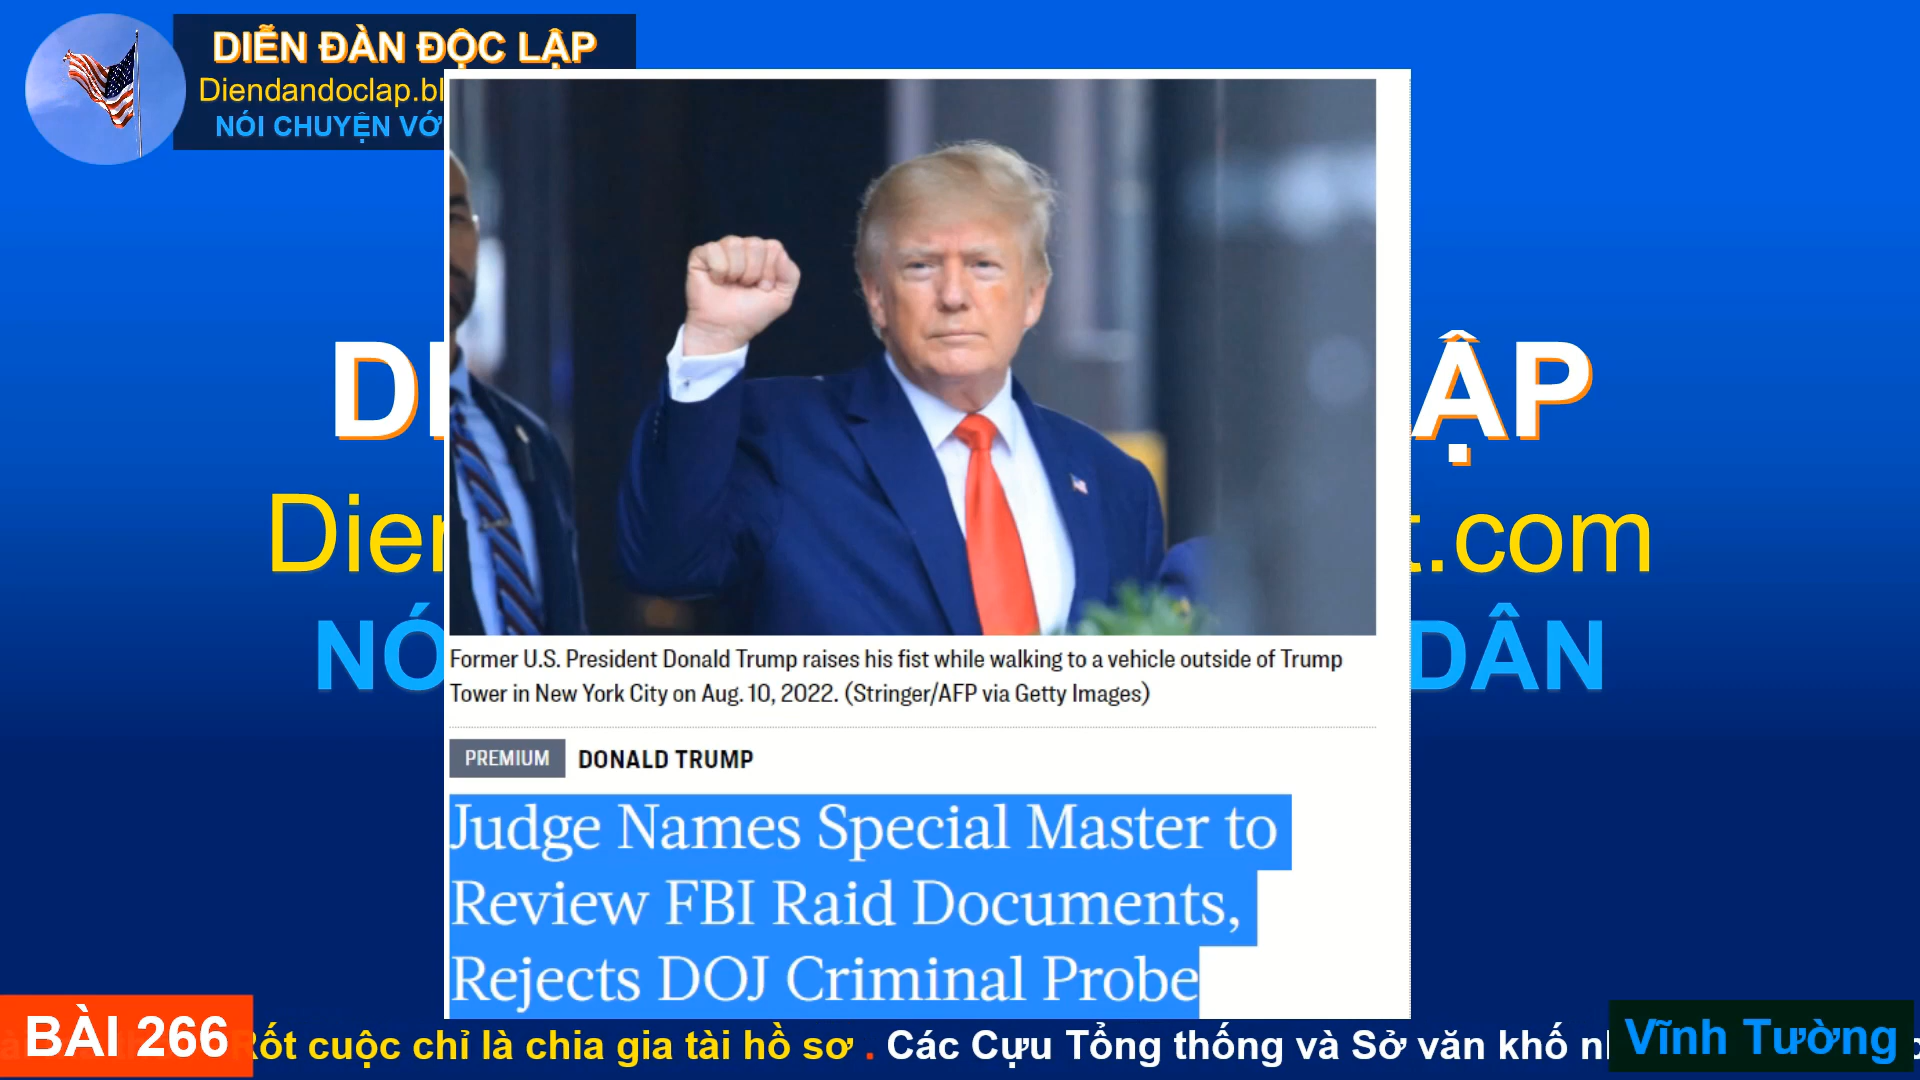 DIỄN ĐÀN ĐỘC LẬP
Diendandoclap.bl
NÓI CHUYỆN VỚ
ẬP
t.com
NÓ
DÂN
Former U.S. President Donald Trump raises his fist while walking to a vehicle outside of Trump
Tower in New York City on Aug. 10, 2022. (Stringer/AFP via Getty Images)
PREMIUM DONALD TRUMP
Judge Names Special Master to
Review FBI Raid Documents,
Rejects DOJ Criminal Probe
BÀI 266
Rốt cuộc chỉ là chia gia tài hồ sơ . Các Cựu Tổng thống và Sở văn khố
Vĩnh Tường